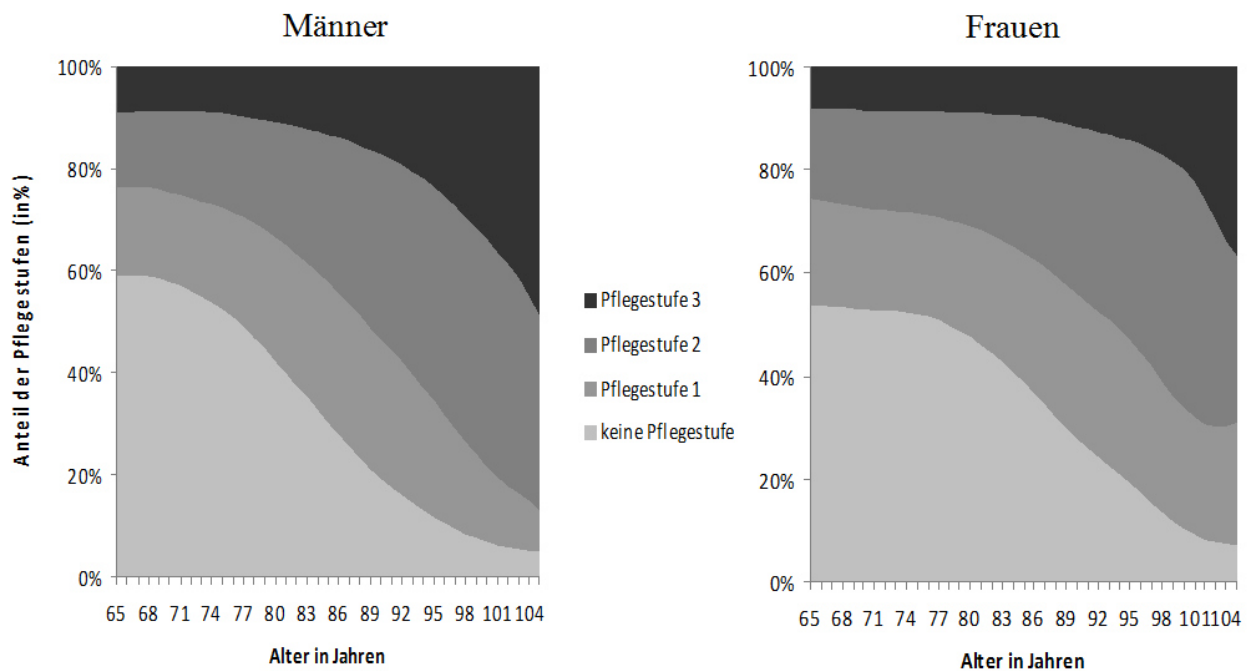 Männer
Frauen
100%
80%
60%
40%
20%
0%
Anteil der Pflegestufen (in%)
65 68 71 74 77 80 83 86 89 92 95 98 101 104
Alter in Jahren
Pflegestufe 3
Pflegestufe 2
Pflegestufe 1
keine Pflegestufe
100%
80%
60%
40%
20%
0%
65 68 71 74 77 80 83 86 89 92 95 98 101 104
Alter in Jahren